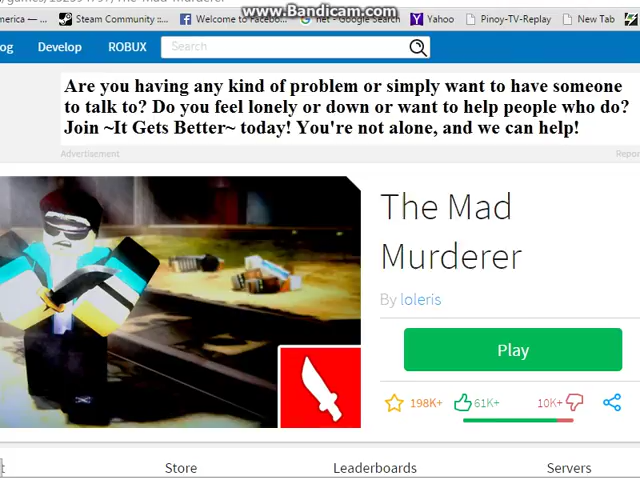 www.Bandicam.com
merica —
Steam Community ::...
Welcome to Facebo...
net - Google Search
Yahoo
Pinoy-TV-Replay
New Tab
og
Develop
ROBUX
Search
Are you having any kind of problem or simply want to have someone
to talk to? Do you feel lonely or down or want to help people who do?
Join ~It Gets Better~ today! You're not alone, and we can help!
Advertisement
Repor
The Mad
Murderer
By loleris
Play
198K+
61K+
10K+
t
Store
Leaderboards
Servers